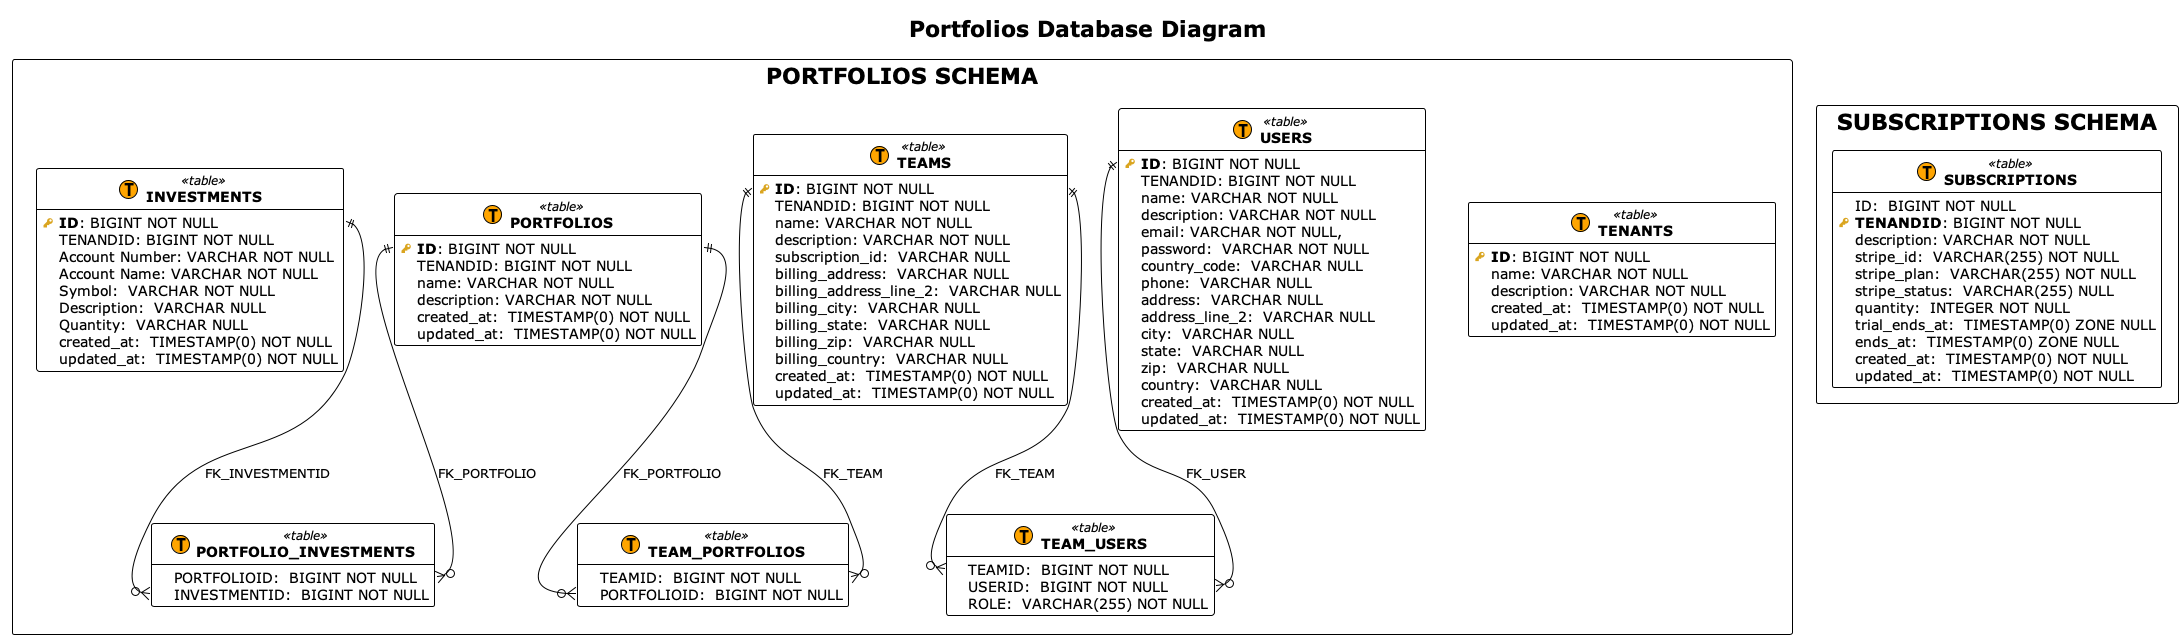 Portfolios Database Diagram
PORTFOLIOS SCHEMA
T
«table»
INVESTMENTS
ID: BIGINT NOT NULL
TENANDID: BIGINT NOT NULL
Account Number: VARCHAR NOT NULL
Account Name: VARCHAR NOT NULL
Symbol: VARCHAR NOT NULL
Description: VARCHAR NULL
Quantity: VARCHAR NULL
created_at: TIMESTAMP(0) NOT NULL
updated_at: TIMESTAMP(0) NOT NULL
T
«table»
PORTFOLIOS
ID: BIGINT NOT NULL
TENANDID: BIGINT NOT NULL
name: VARCHAR NOT NULL
description: VARCHAR NOT NULL
created_at: TIMESTAMP(0) NOT NULL
updated_at: TIMESTAMP(0) NOT NULL
T
«table»
TEAMS
ID: BIGINT NOT NULL
TENANDID: BIGINT NOT NULL
name: VARCHAR NOT NULL
description: VARCHAR NOT NULL
subscription_id: VARCHAR NULL
billing_address: VARCHAR NULL
billing_address_line_2: VARCHAR NULL
billing_city: VARCHAR NULL
billing_state: VARCHAR NULL
billing_zip: VARCHAR NULL
billing_country: VARCHAR NULL
created_at: TIMESTAMP(0) NOT NULL
updated_at: TIMESTAMP(0) NOT NULL
T
«table»
USERS
ID: BIGINT NOT NULL
TENANDID: BIGINT NOT NULL
name: VARCHAR NOT NULL
description: VARCHAR NOT NULL
email: VARCHAR NOT NULL,
password: VARCHAR NOT NULL
country_code: VARCHAR NULL
phone: VARCHAR NULL
address: VARCHAR NULL
address_line_2: VARCHAR NULL
city: VARCHAR NULL
state: VARCHAR NULL
zip: VARCHAR NULL
country: VARCHAR NULL
created_at: TIMESTAMP(0) NOT NULL
updated_at: TIMESTAMP(0) NOT NULL
T
«table»
TENANTS
ID: BIGINT NOT NULL
name: VARCHAR NOT NULL
description: VARCHAR NOT NULL
created_at: TIMESTAMP(0) NOT NULL
updated_at: TIMESTAMP(0) NOT NULL
SUBSCRIPTIONS SCHEMA
T
«table»
SUBSCRIPTIONS
ID: BIGINT NOT NULL
TENANDID: BIGINT NOT NULL
description: VARCHAR NOT NULL
stripe_id: VARCHAR(255) NOT NULL
stripe_plan: VARCHAR(255) NOT NULL
stripe_status: VARCHAR(255) NULL
quantity: INTEGER NOT NULL
trial_ends_at: TIMESTAMP(0) ZONE NULL
ends_at: TIMESTAMP(0) ZONE NULL
created_at: TIMESTAMP(0) NOT NULL
updated_at: TIMESTAMP(0) NOT NULL
FK_INVESTMENTID
FK_PORTFOLIO
FK_PORTFOLIO
FK_TEAM
FK_TEAM
FK_USER
T
«table»
PORTFOLIO_INVESTMENTS
PORTFOLIOID: BIGINT NOT NULL
INVESTMENTID: BIGINT NOT NULL
T
«table»
TEAM_PORTFOLIOS
TEAMID: BIGINT NOT NULL
PORTFOLIOID: BIGINT NOT NULL
T
«table»
TEAM_USERS
TEAMID: BIGINT NOT NULL
USERID: BIGINT NOT NULL
ROLE: VARCHAR(255) NOT NULL